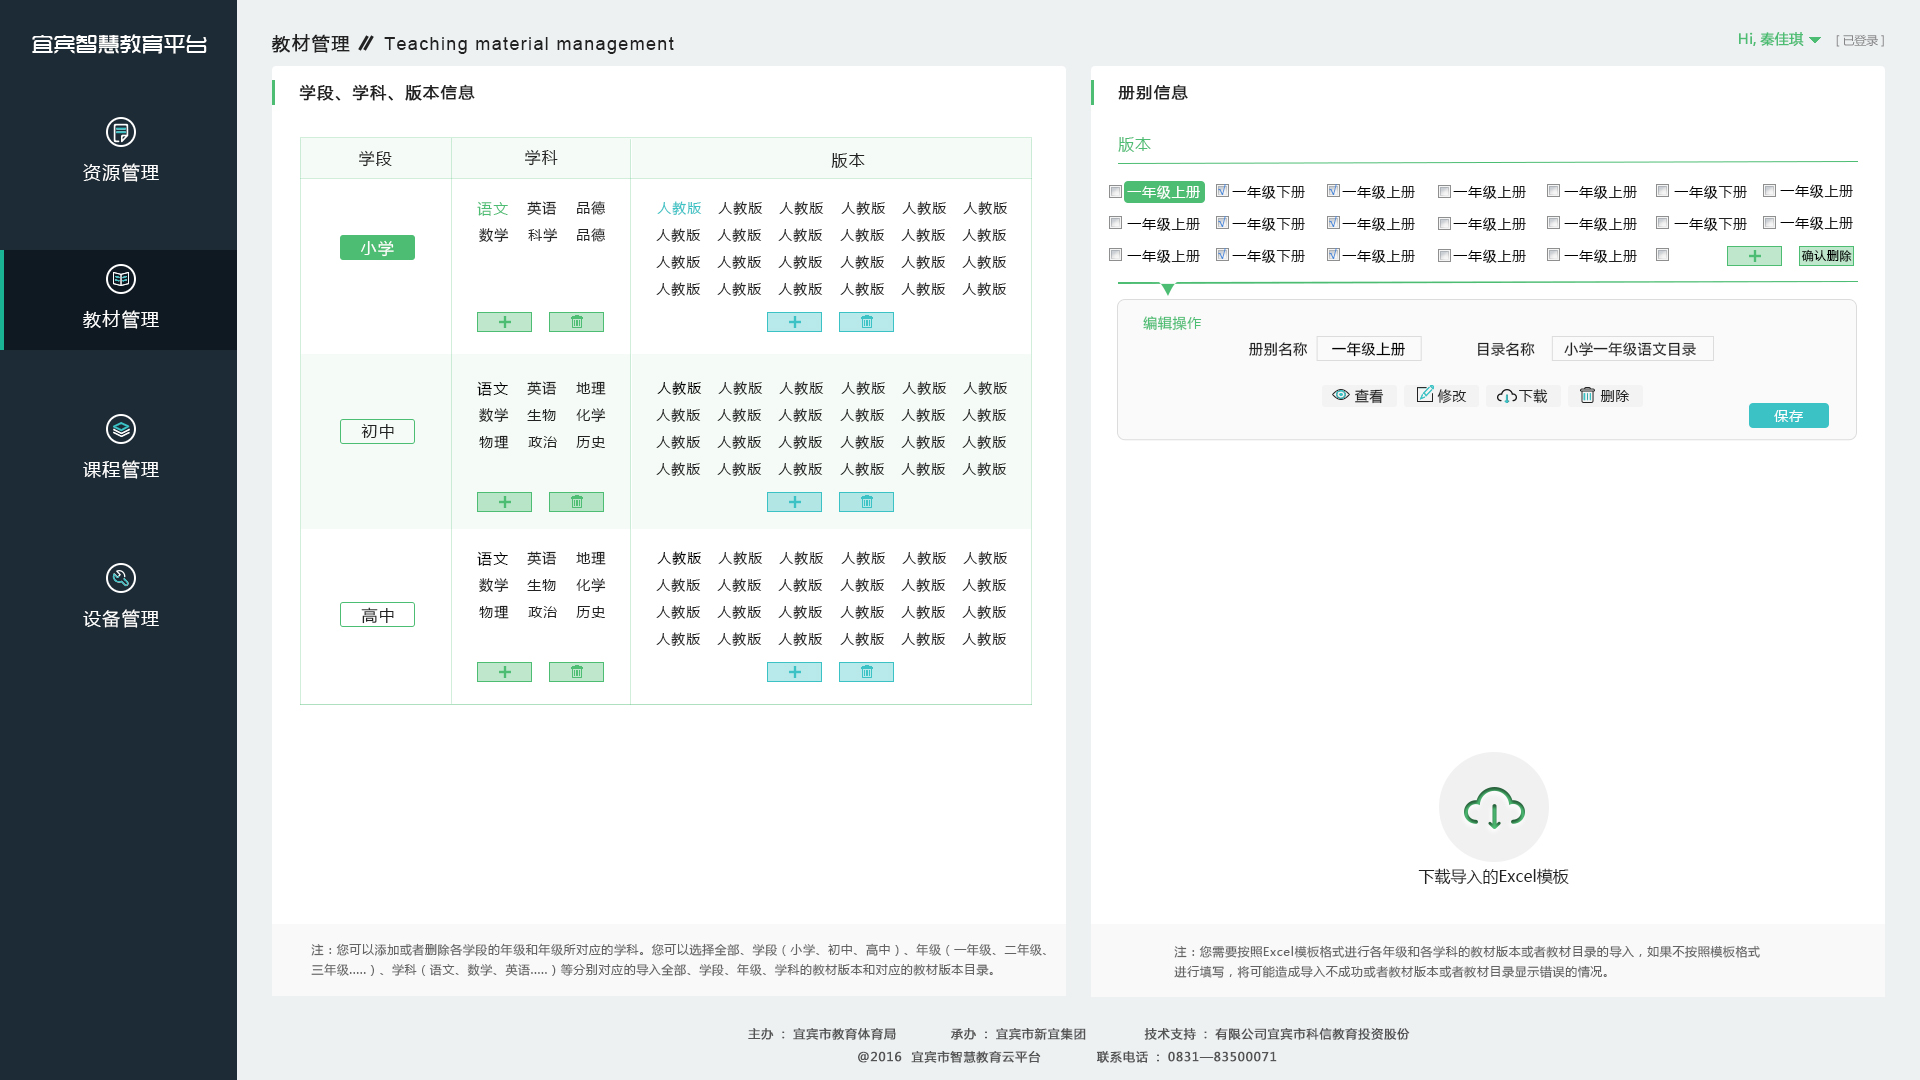 宜宾智慧教育平台
资源管理
教材管理
课程管理
设备管理
教材管理 // Teaching material management
Hi, 秦佳琪 [ 已登录 ]
学段、学科、版本信息
学段 学科 版本
小学
语文 英语 品德
数学 科学 品德
人教版 人教版 人教版 人教版 人教版 人教版
人教版 人教版 人教版 人教版 人教版 人教版
人教版 人教版 人教版 人教版 人教版 人教版
人教版 人教版 人教版 人教版 人教版 人教版
初中
语文 英语 地理
数学 生物 化学
物理 政治 历史
人教版 人教版 人教版 人教版 人教版 人教版
人教版 人教版 人教版 人教版 人教版 人教版
人教版 人教版 人教版 人教版 人教版 人教版
人教版 人教版 人教版 人教版 人教版 人教版
高中
语文 英语 地理
数学 生物 化学
物理 政治 历史
人教版 人教版 人教版 人教版 人教版 人教版
人教版 人教版 人教版 人教版 人教版 人教版
人教版 人教版 人教版 人教版 人教版 人教版
人教版 人教版 人教版 人教版 人教版 人教版
注：您可以添加或者删除各学段的年级和年级所对应的学科。您可以选择全部、学段（小学、初中、高中）、年级（一年级、二年级、
三年级.....）、学科（语文、数学、英语.....）等分别对应的导入全部、学段、年级、学科的教材版本和对应的教材版本目录。
册别信息
版本
一年级上册 一年级下册 一年级上册 一年级上册 一年级上册 一年级下册 一年级上册
一年级上册 一年级下册 一年级上册 一年级上册 一年级上册 一年级下册 一年级上册
一年级上册 一年级下册 一年级上册 一年级上册 一年级上册 确认删除
编辑操作
册别名称 一年级上册 目录名称 小学一年级语文目录
查看 修改 下载 删除
保存
下载导入的Excel模板
注：您需要按照Excel模板格式进行各年级和各学科的教材版本或者教材目录的导入，如果不按照模板格式
进行填写，将可能造成导入不成功或者教材版本或者教材目录显示错误的情况。
主办 ： 宜宾市教育体育局 承办 ： 宜宾市新宜集团 技术支持 ： 有限公司宜宾市科信教育投资股份
@2016 宜宾市智慧教育云平台 联系电话 ： 0831—83500071